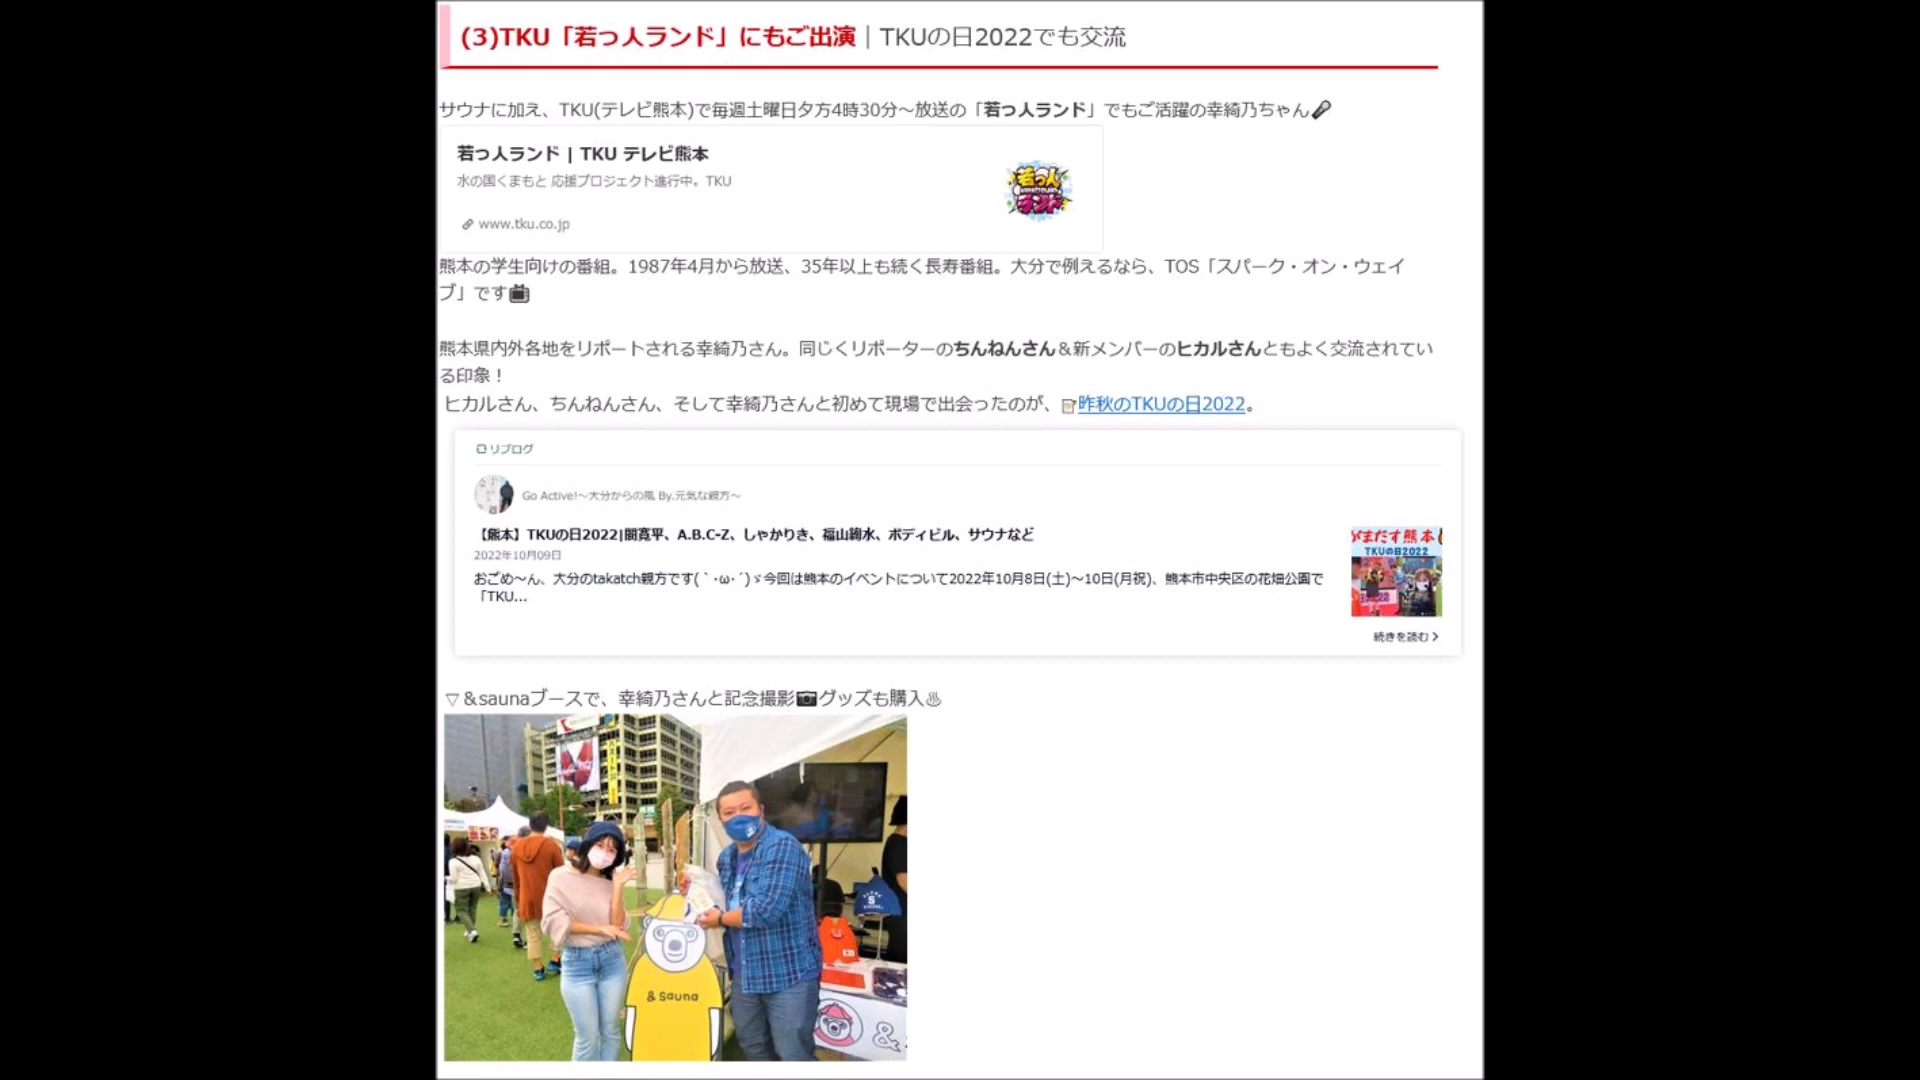 (3)TKU「若っ人ランド」にもご出演｜TKUの日2022でも交流
サウナに加え、TKU(テレビ熊本)で毎週土曜日夕方4時30分～放送の「若っ人ランド」でもご活躍の幸綺乃ちゃん🎤
若っ人ランド | TKU テレビ熊本
水の国くまもと 応援プロジェクト進行中。TKU
若っ人
ランド
www.tku.co.jp
熊本の学生向けの番組。1987年4月から放送、35年以上も続く長寿番組。大分で例えるなら、TOS「スパーク・オン・ウェイ
ブ」です📺
熊本県内外各地をリポートされる幸綺乃さん。同じくリポーターのちんねんさん＆新メンバーのヒカルさんともよく交流されてい
る印象！
ヒカルさん、ちんねんさん、そして幸綺乃さんと初めて現場で出会ったのが、📝昨秋のTKUの日2022。
リブログ
Go Active!～大分からの風 By.元気な親方～
【熊本】TKUの日2022|間寛平、A.B.C-Z、しゃかりき、福山絢水、ボディビル、サウナなど
2022年10月09日
おごめ～ん、大分のtakatch親方です(｀･ω･´)ゞ今回は熊本のイベントについて2022年10月8日(土)～10日(月祝)、熊本市中央区の花畑公園で
「TKU...
がまだす熊本
TKUの日2022
続きを読む
▽＆saunaブースで、幸綺乃さんと記念撮影📷グッズも購入♨
& Sauna
&